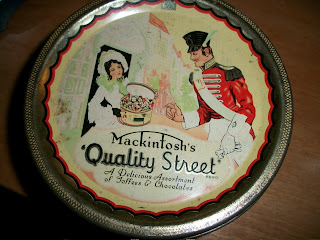 Mackintosh's
'Quality Street'
A Delicious Assortment
of Toffees & Chocolates